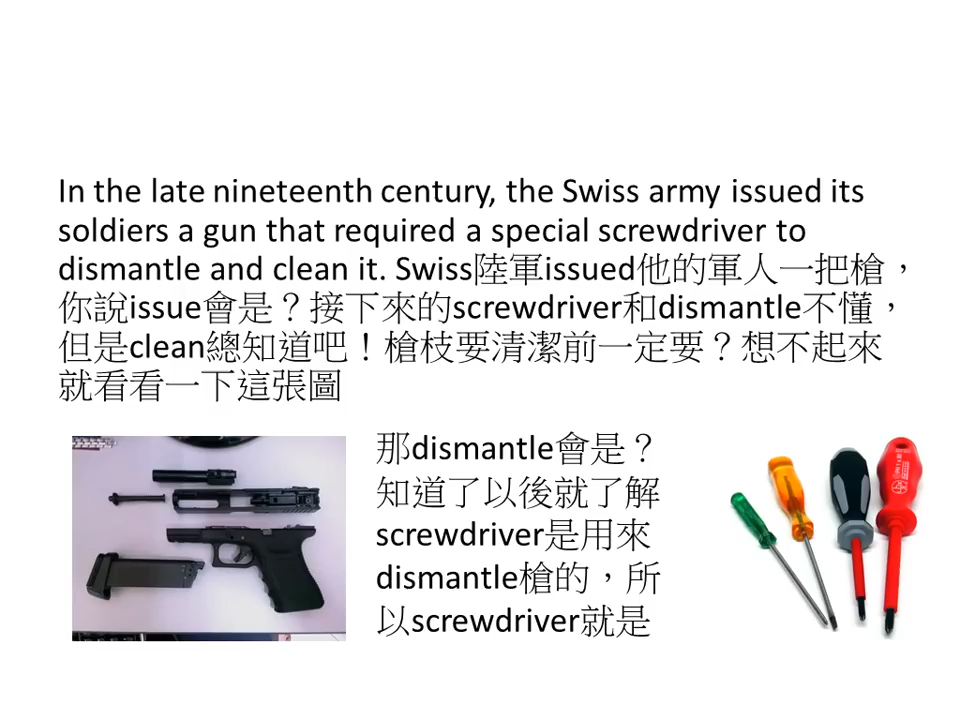 In the late nineteenth century, the Swiss army issued its
soldiers a gun that required a special screwdriver to
dismantle and clean it. Swiss陸軍issued他的軍人一把槍，
你說issue會是？接下來的screwdriver和dismantle不懂，
但是clean總知道吧！槍枝要清潔前一定要？想不起來
就看看一下這張圖
那dismantle會是？
知道了以後就了解
screwdriver是用來
dismantle槍的，所
以screwdriver就是